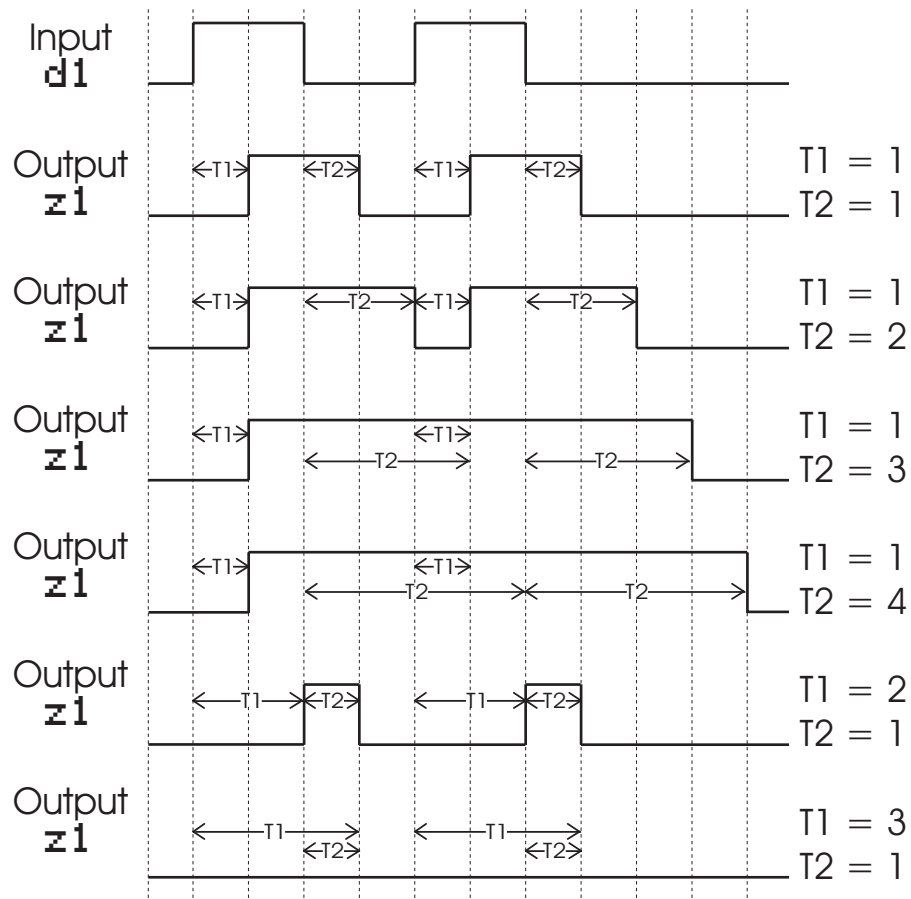 Input
d1
Output
z1
T1 T2 T1 T2
T1 = 1
T2 = 1
Output
z1
T1 T2 T1 T2
T1 = 1
T2 = 2
Output
z1
T1 T1
T2 T2
T1 = 1
T2 = 3
Output
z1
T1 T1
T2 T2
T1 = 1
T2 = 4
Output
z1
T1 T2 T1 T2
T1 = 2
T2 = 1
Output
z1
T1 T1
T2 T2
T1 = 3
T2 = 1